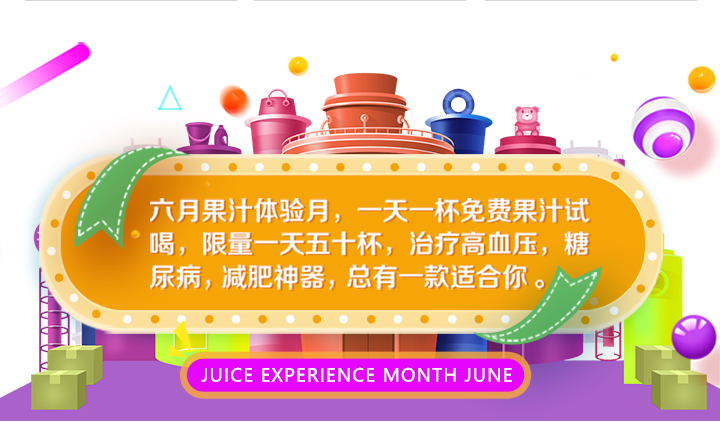 六月果汁体验月，一天一杯免费果汁试
喝，限量一天五十杯，治疗高血压，糖
尿病，减肥神器，总有一款适合你。
JUICE EXPERIENCE MONTH JUNE